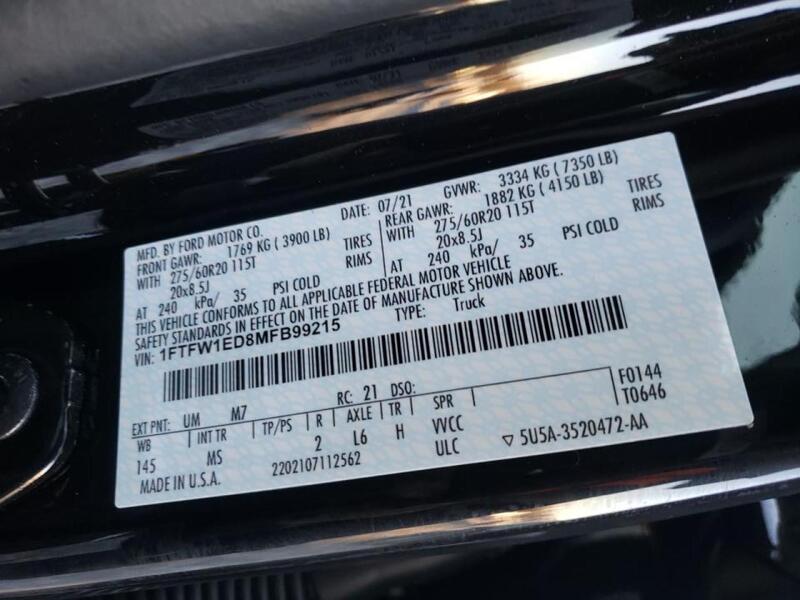 MFD. BY FORD MOTOR CO.
DATE: 07/21 GVWR: 3334 KG ( 7350 LB)
FRONT GAWR: 1769 KG ( 3900 LB) REAR GAWR: 1882 KG ( 4150 LB)
WITH 275/60R20 115T TIRES WITH 275/60R20 115T TIRES
20x8.5J RIMS 20x8.5J RIMS
AT 240 kPa/ 35 PSI COLD AT 240 kPa/ 35 PSI COLD
THIS VEHICLE CONFORMS TO ALL APPLICABLE FEDERAL MOTOR VEHICLE
SAFETY STANDARDS IN EFFECT ON THE DATE OF MANUFACTURE SHOWN ABOVE.
VIN: 1FTFW1ED8MFB99215 TYPE: Truck
EXT PNT: UM M7 RC: 21 DSO: F0144
WB INT TR TP/PS R AXLE TR SPR T0646
145 MS 2 L6 H VVCC
ULC ▽ 5U5A-3520472-AA
MADE IN U.S.A. 2202107112562